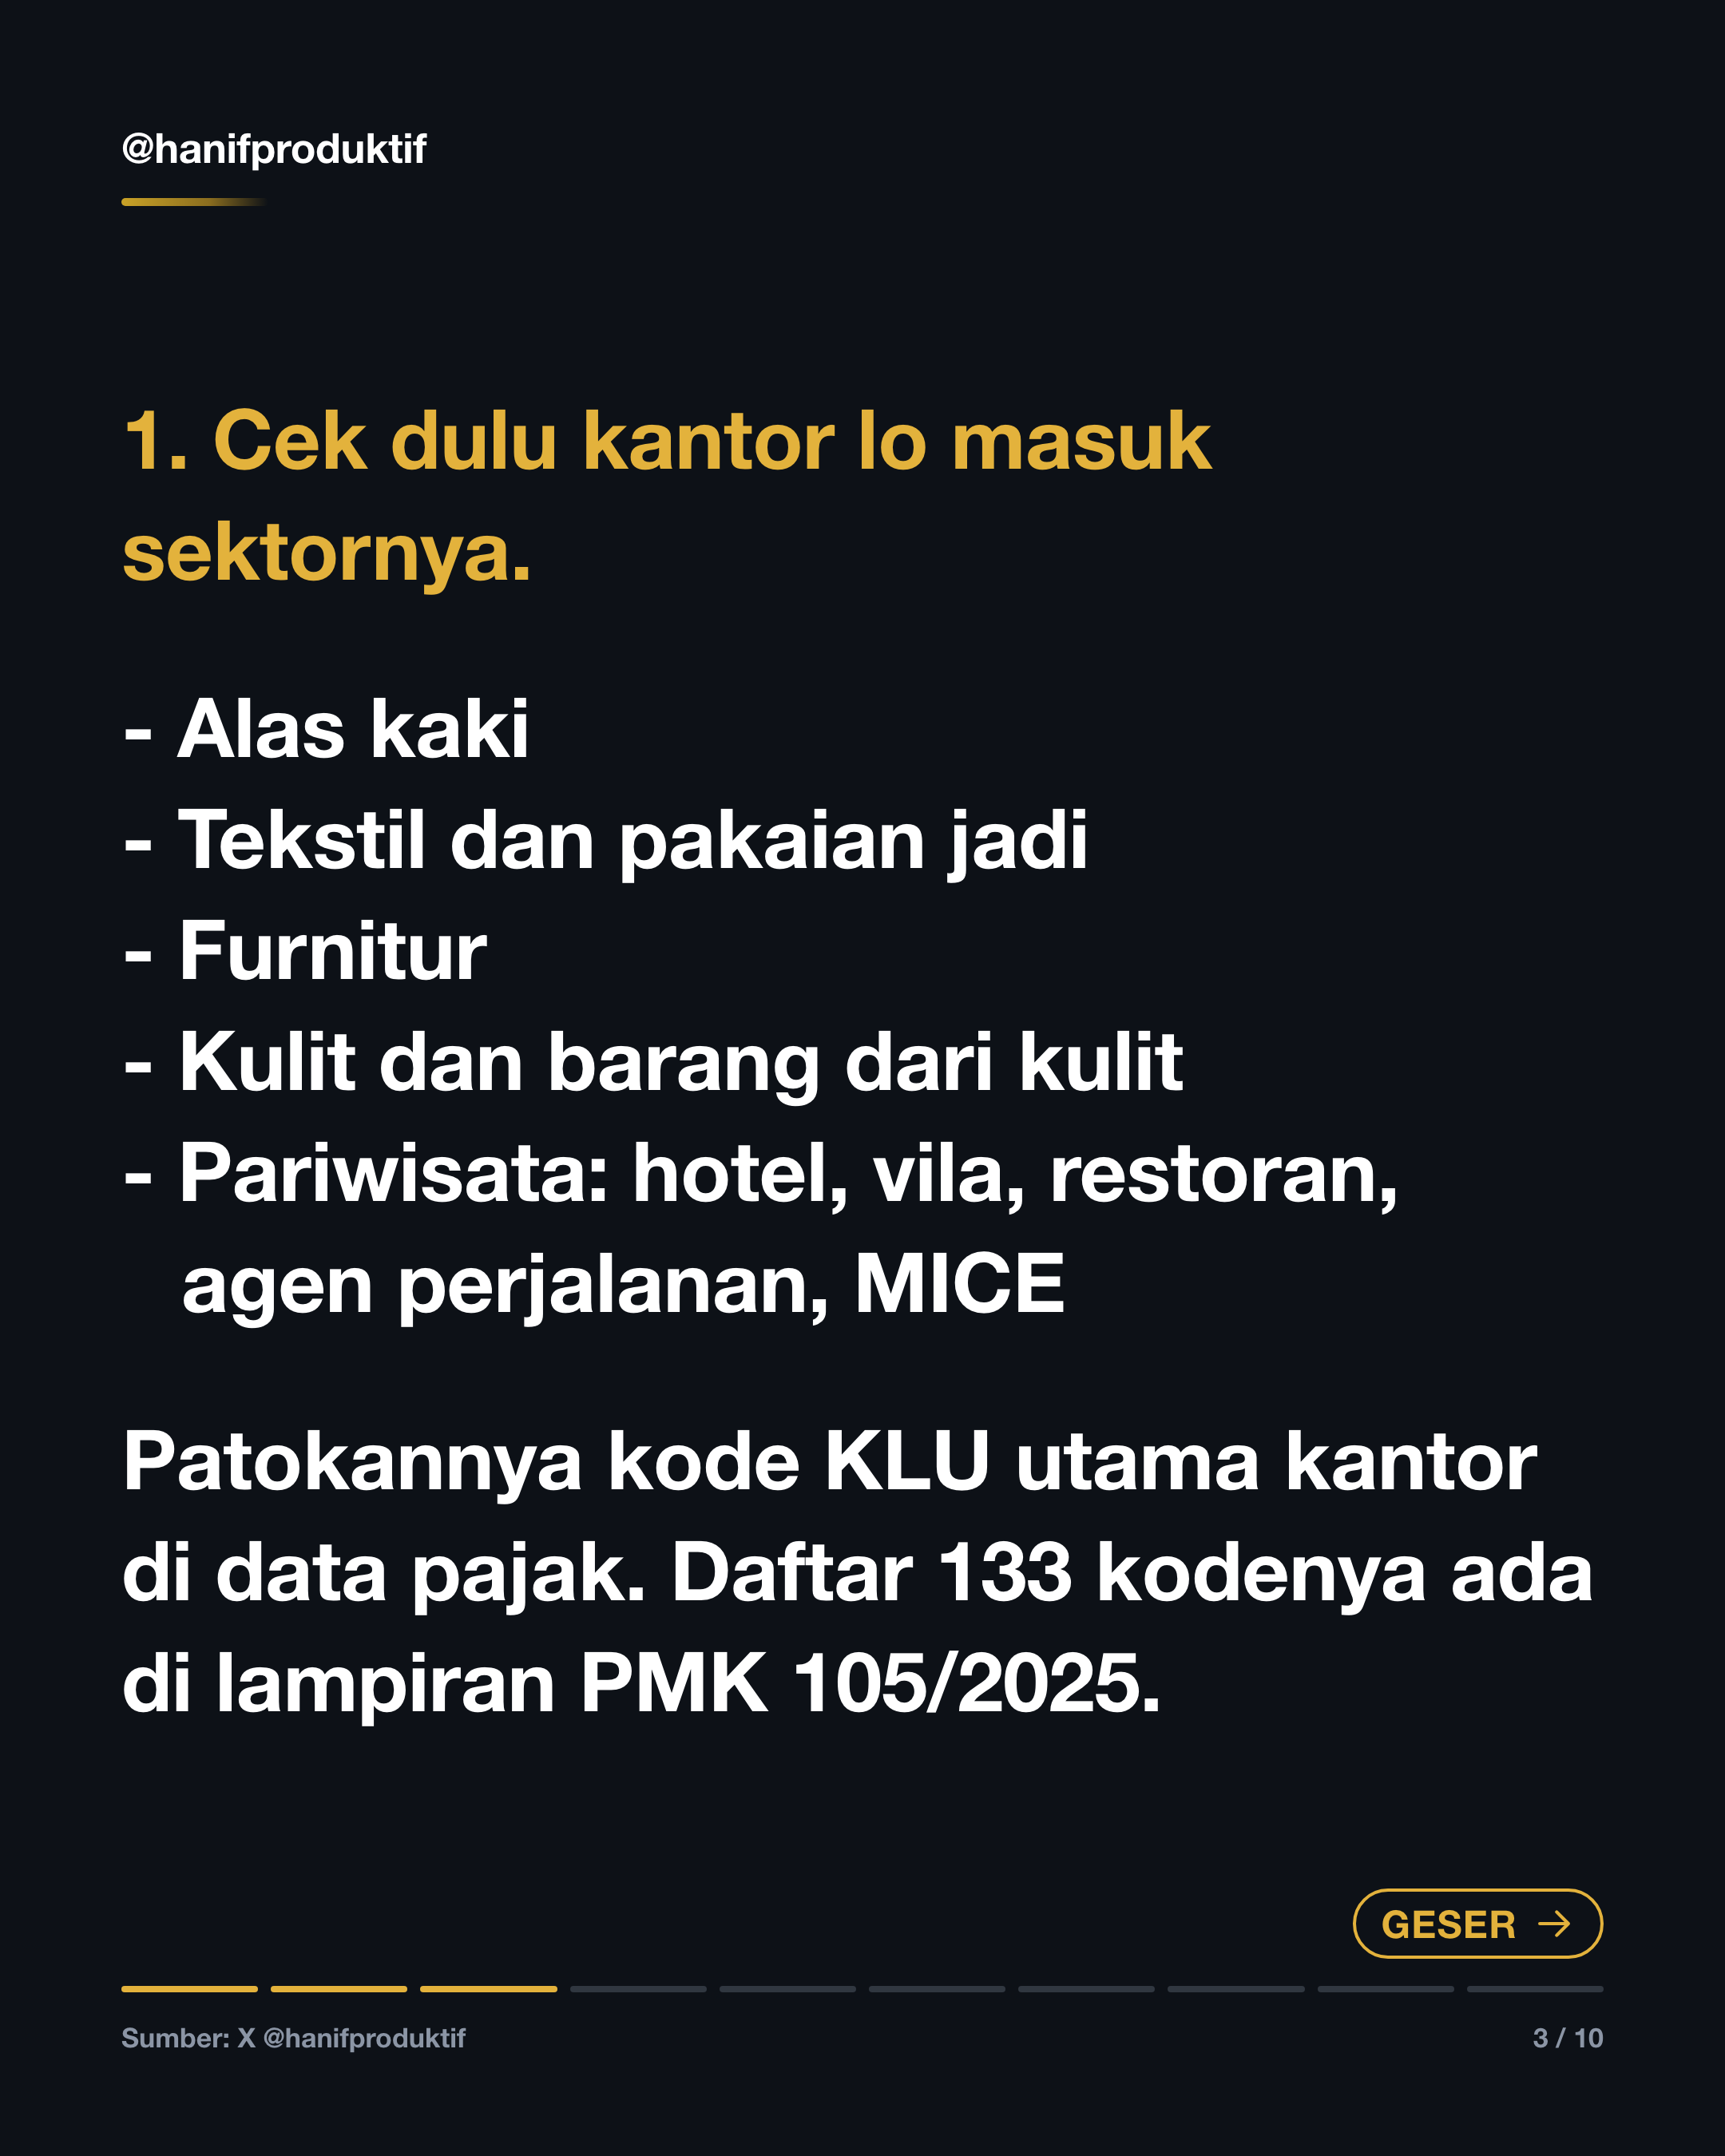 @hanifproduktif
1. Cek dulu kantor lo masuk
sektornya.
- Alas kaki
- Tekstil dan pakaian jadi
- Furnitur
- Kulit dan barang dari kulit
- Pariwisata: hotel, vila, restoran,
agen perjalanan, MICE
Patokannya kode KLU utama kantor
di data pajak. Daftar 133 kodenya ada
di lampiran PMK 105/2025.
GESER →
Sumber: X @hanifproduktif
3 / 10